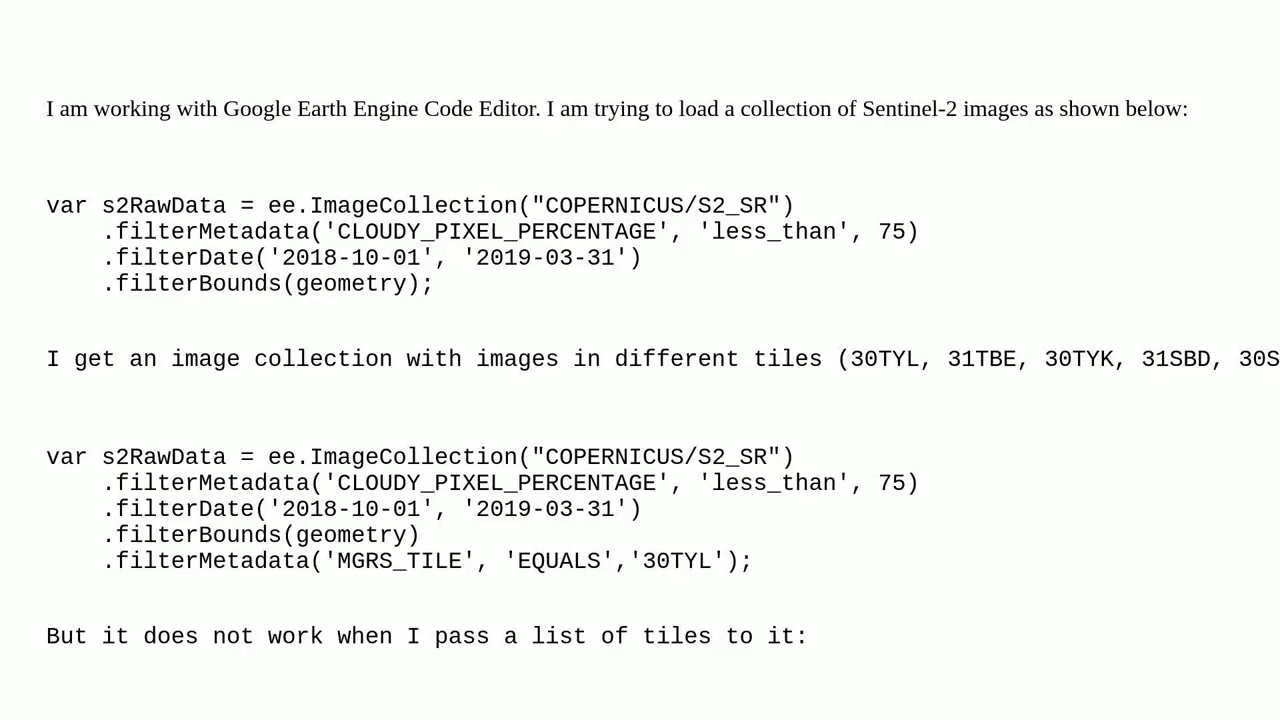 I am working with Google Earth Engine Code Editor. I am trying to load a collection of Sentinel-2 images as shown below:
var s2RawData = ee.ImageCollection("COPERNICUS/S2_SR")
    .filterMetadata('CLOUDY_PIXEL_PERCENTAGE', 'less_than', 75)
    .filterDate('2018-10-01', '2019-03-31')
    .filterBounds(geometry);
I get an image collection with images in different tiles (30TYL, 31TBE, 30TYK, 31SBD, 30S
var s2RawData = ee.ImageCollection("COPERNICUS/S2_SR")
    .filterMetadata('CLOUDY_PIXEL_PERCENTAGE', 'less_than', 75)
    .filterDate('2018-10-01', '2019-03-31')
    .filterBounds(geometry)
    .filterMetadata('MGRS_TILE', 'EQUALS','30TYL');
But it does not work when I pass a list of tiles to it: